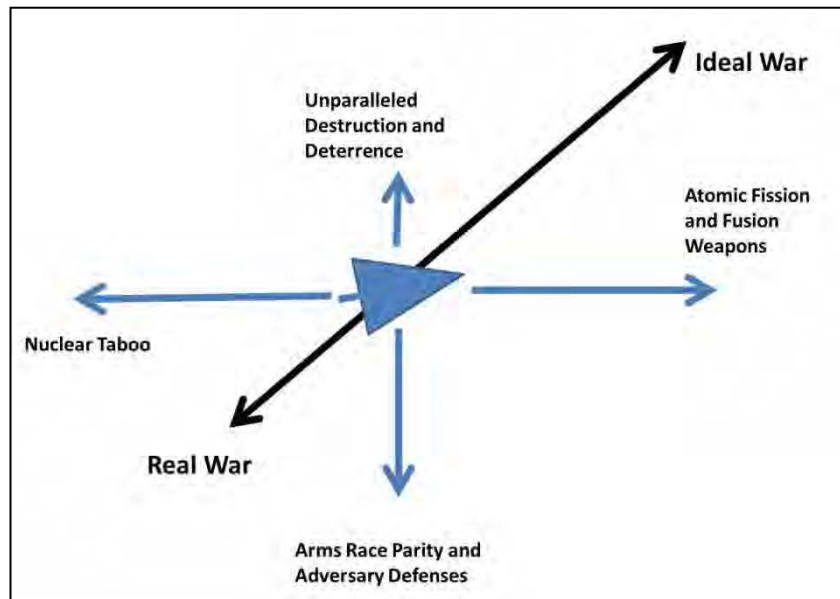 Ideal War
Unparalleled
Destruction and
Deterrence
Atomic Fission
and Fusion
Weapons
Nuclear Taboo
Real War
Arms Race Parity and
Adversary Defenses